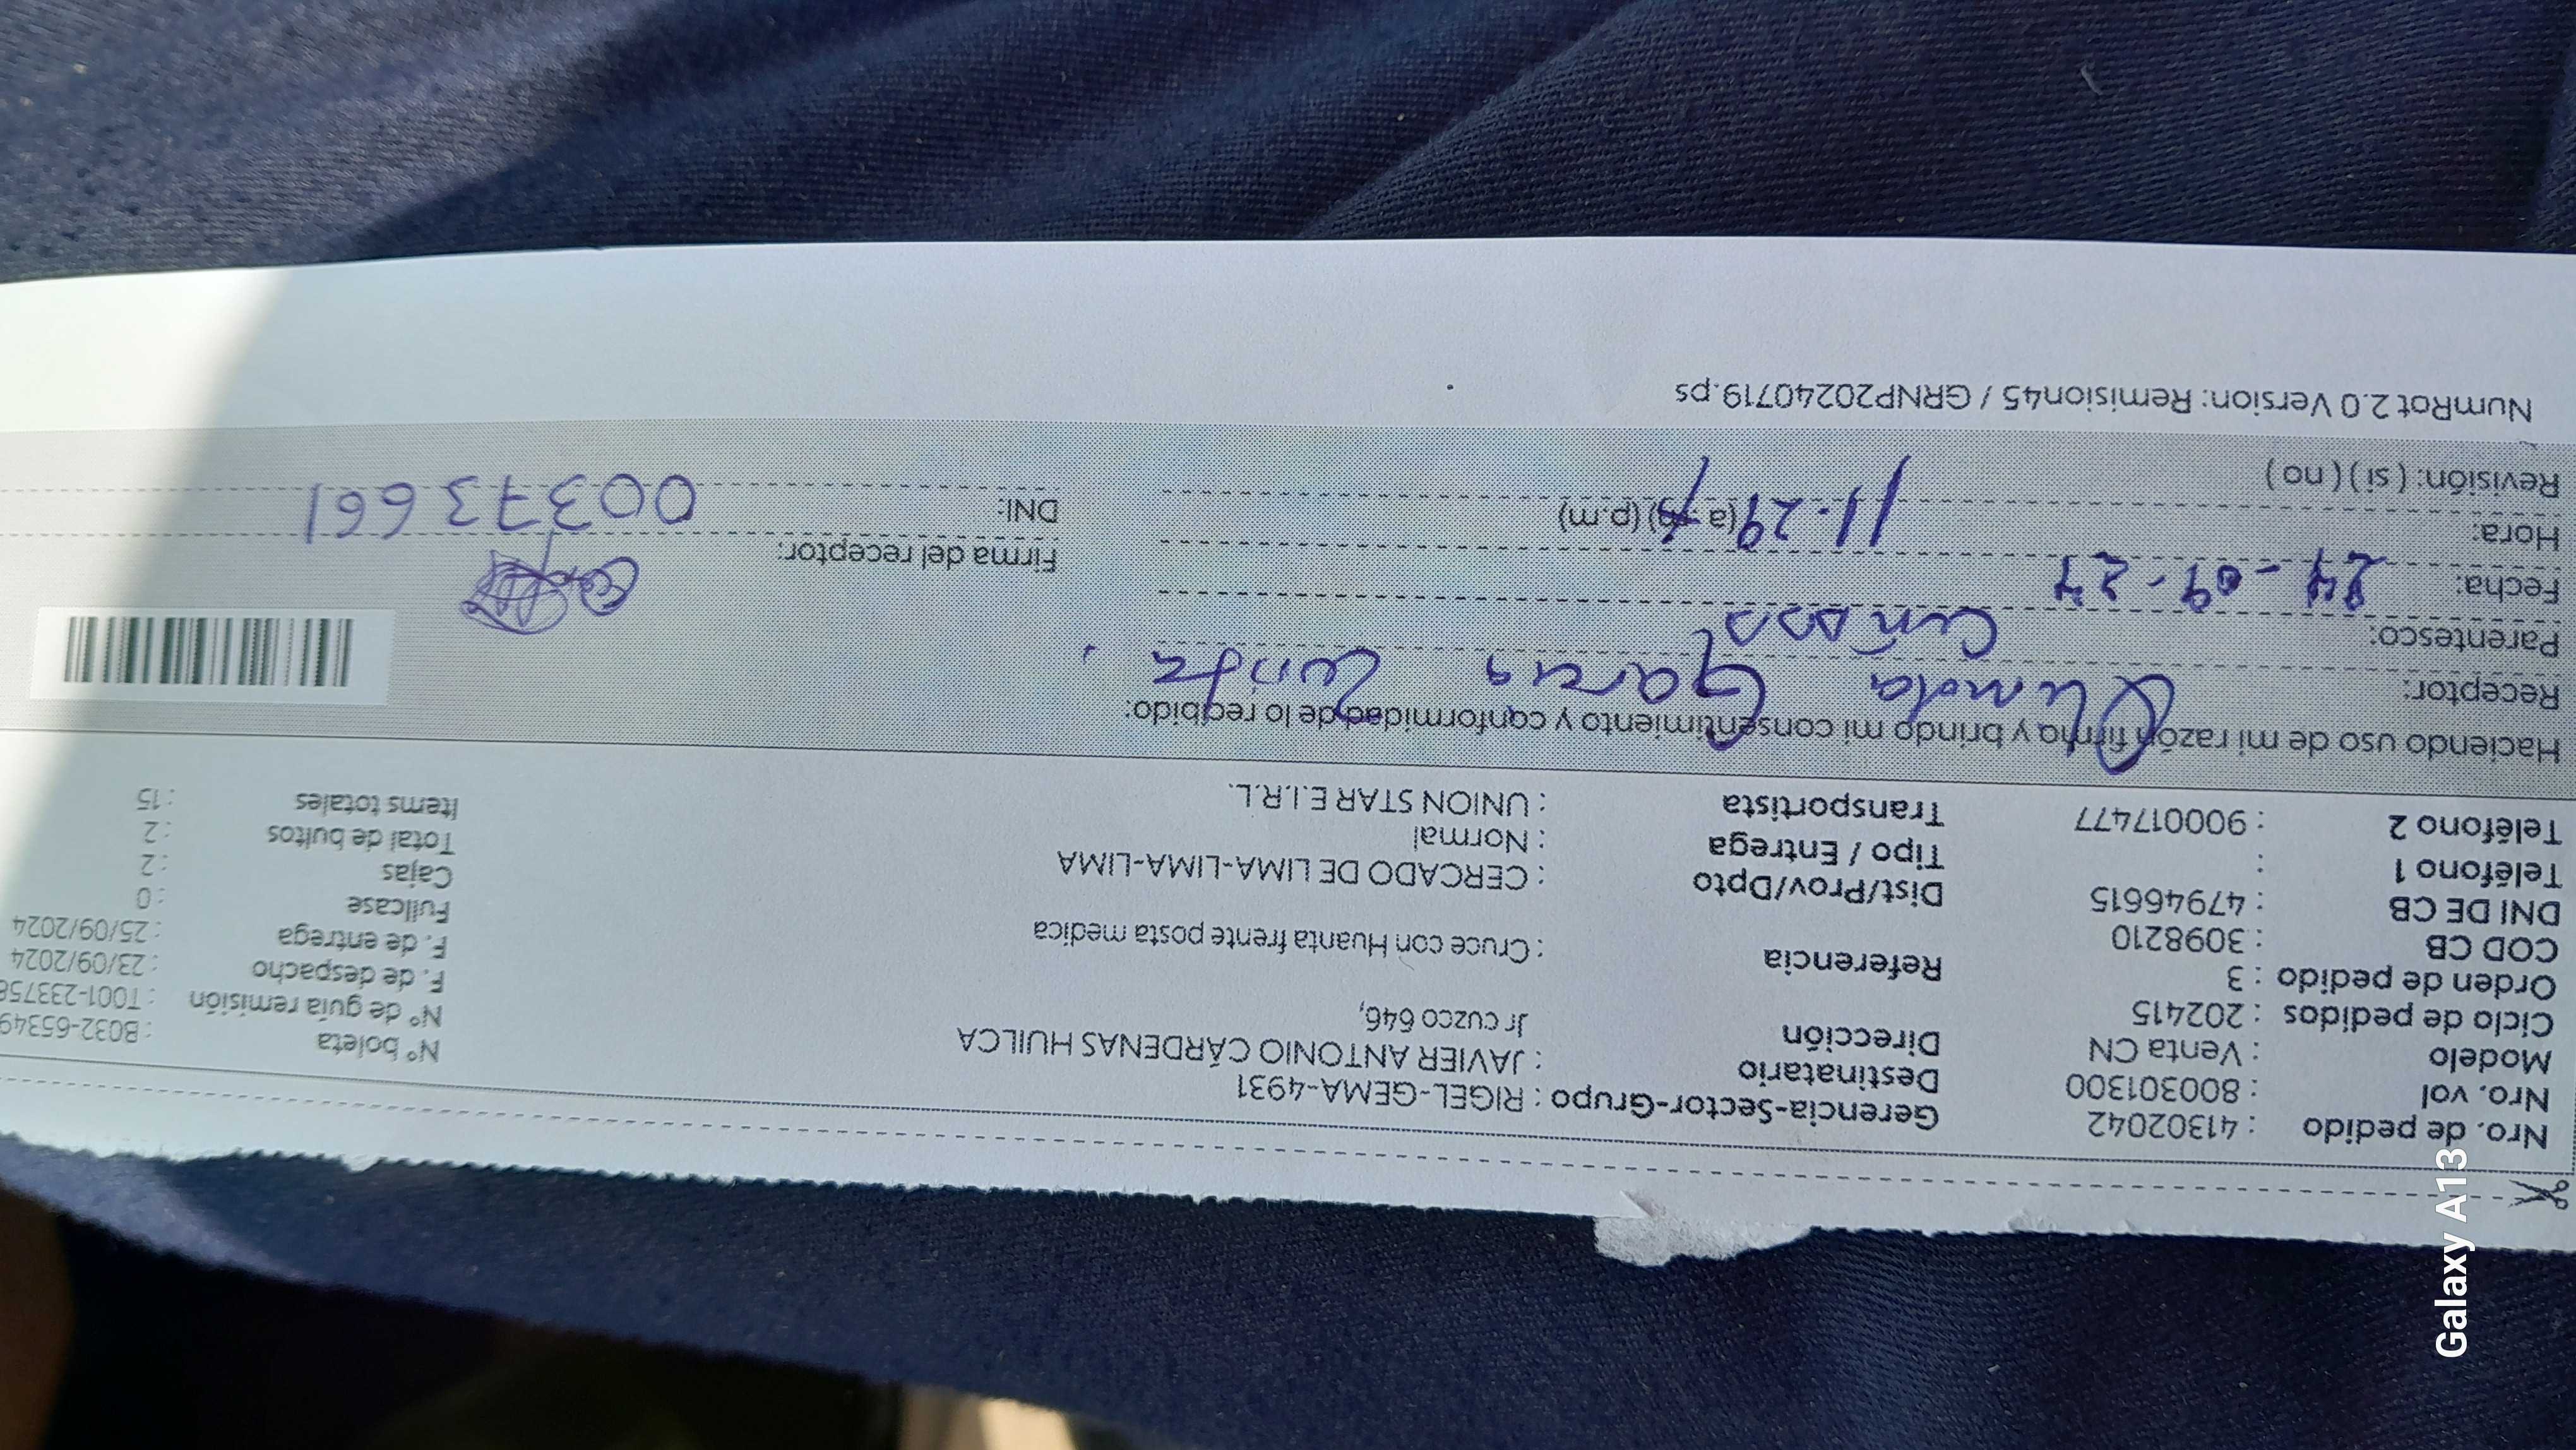 Nro. de pedido : 41302042
Nro. vol : 800301300
Modelo : Venta CN
Ciclo de pedidos : 202415
Orden de pedido : 3
COD CB : 3098210
DNI DE CB : 47946615
Teléfono 1 :
Teléfono 2 : 900017477
Gerencia-Sector-Grupo : RIGEL-GEMA-4931
Destinatario : JAVIER ANTONIO CÁRDENAS HUILCA
Dirección
Jr cuzco 646,
Referencia : Cruce con Huanta frente posta medica
Dist/Prov/Dpto : CERCADO DE LIMA-LIMA-LIMA
Tipo / Entrega : Normal
Transportista : UNION STAR E.I.R.L.
N° boleta : B032-65349
N° de guía remisión : T001-233758
F. de despacho : 23/09/2024
F. de entrega : 25/09/2024
Fullcase : 0
Cajas : 2
Total de bultos : 2
Items totales : 15
Haciendo uso de mi razón firmo y brindo mi consentimiento y conformidad de lo recibido:
Receptor: Garcia
Parentesco:
Fecha: 24-09-24
Hora: 11-29 (a.m) (p.m)
Revisión: ( si ) ( no )
Firma del receptor:
DNI: 00373661
NumRot 2.0 Version: Remision45 / GRNP20240719.ps
Galaxy A13